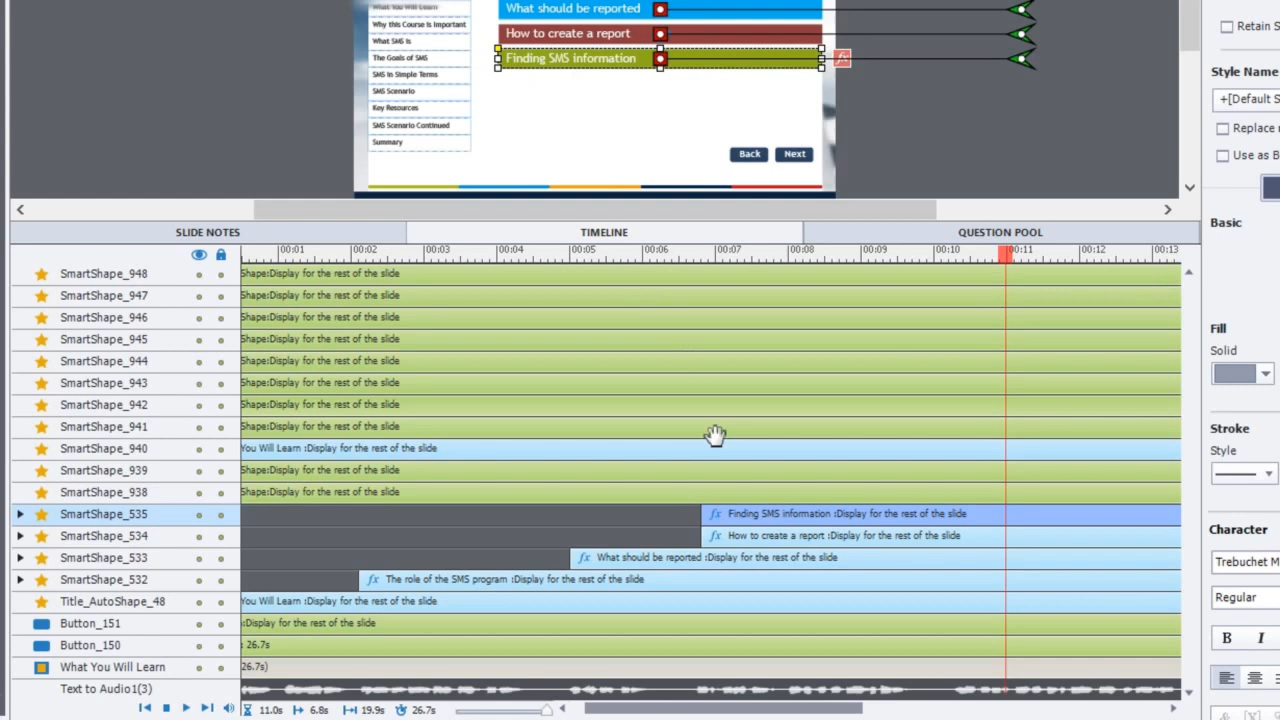 What You Will Learn
Why this Course is Important
What SMS is
The Goals of SMS
SMS in Simple Terms
SMS Scenario
Key Resources
SMS Scenario Continued
Summary
What should be reported
How to create a report
Finding SMS information
fx
Back Next
Retain S
Style Name
+[Default S
Replace
Use as B
Basic
Fill
Solid
Stroke
Style
Character
Trebuchet M
Regular
B I
SLIDE NOTES TIMELINE QUESTION POOL
00:01 00:02 00:03 00:04 00:05 00:06 00:07 00:08 00:09 00:10 00:11 00:12 00:13
SmartShape_948 Shape:Display for the rest of the slide
SmartShape_947 Shape:Display for the rest of the slide
SmartShape_946 Shape:Display for the rest of the slide
SmartShape_945 Shape:Display for the rest of the slide
SmartShape_944 Shape:Display for the rest of the slide
SmartShape_943 Shape:Display for the rest of the slide
SmartShape_942 Shape:Display for the rest of the slide
SmartShape_941 Shape:Display for the rest of the slide
SmartShape_940 You Will Learn :Display for the rest of the slide
SmartShape_939 Shape:Display for the rest of the slide
SmartShape_938 Shape:Display for the rest of the slide
SmartShape_535 fx Finding SMS information :Display for the rest of the slide
SmartShape_534 fx How to create a report :Display for the rest of the slide
SmartShape_533 fx What should be reported :Display for the rest of the slide
SmartShape_532 fx The role of the SMS program :Display for the rest of the slide
Title_AutoShape_48 You Will Learn :Display for the rest of the slide
Button_151 :Display for the rest of the slide
Button_150 : 26.7s
What You Will Learn 26.7s)
Text to Audio1(3)
11.0s 6.8s 19.9s 26.7s